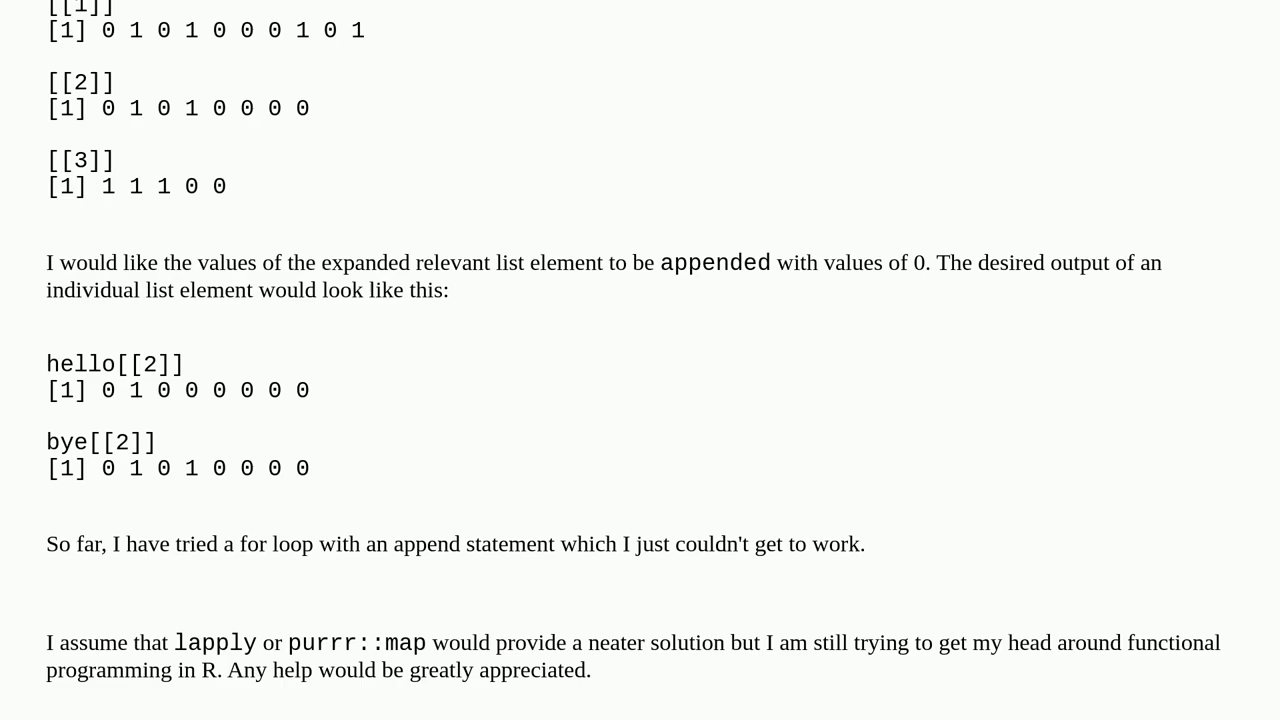 [[1]]
[1] 0 1 0 1 0 0 0 1 0 1
[[2]]
[1] 0 1 0 1 0 0 0 0
[[3]]
[1] 1 1 1 0 0
I would like the values of the expanded relevant list element to be appended with values of 0. The desired output of an
individual list element would look like this:
hello[[2]]
[1] 0 1 0 0 0 0 0 0
bye[[2]]
[1] 0 1 0 1 0 0 0 0
So far, I have tried a for loop with an append statement which I just couldn't get to work.
I assume that lapply or purrr::map would provide a neater solution but I am still trying to get my head around functional
programming in R. Any help would be greatly appreciated.